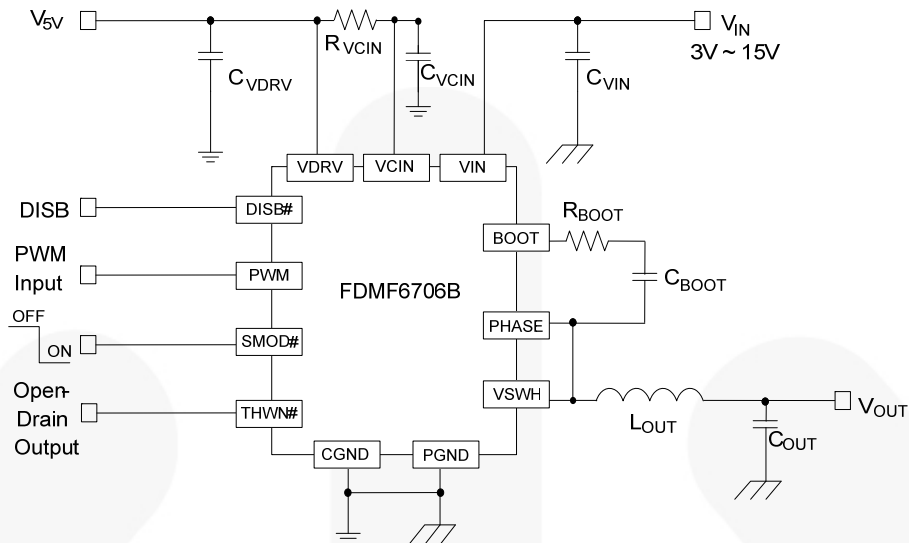 V5V
RVCIN
CVDRV
CVCIN
CVIN
VIN
3V ~ 15V
VDRV
VCIN
VIN
DISB
DISB#
PWM
Input
PWM
OFF
ON
SMOD#
Open-
Drain
Output
THWN#
FDMF6706B
BOOT
RBOOT
CBOOT
PHASE
VSWH
LOUT
VOUT
COUT
CGND
PGND